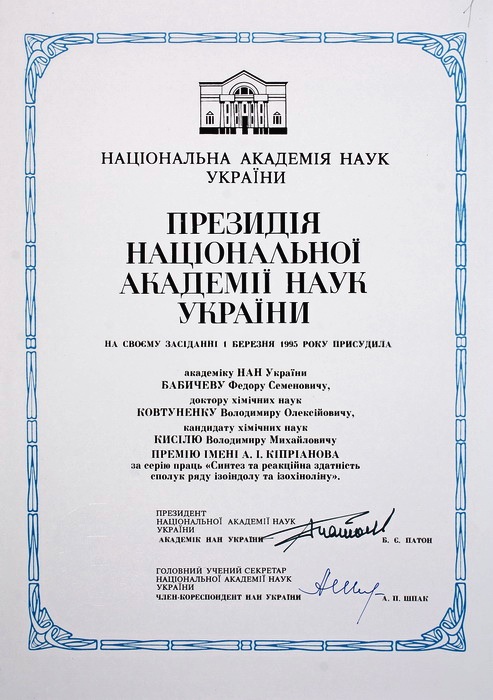 НАЦІОНАЛЬНА АКАДЕМІЯ НАУК
УКРАЇНИ
ПРЕЗИДІЯ
НАЦІОНАЛЬНОЇ
АКАДЕМІЇ НАУК
УКРАЇНИ
НА СВОЄМУ ЗАСІДАННІ 1 БЕРЕЗНЯ 1995 РОКУ ПРИСУДИЛА
академіку НАН України
БАБИЧЕВУ Федору Семеновичу,
доктору хімічних наук
КОВТУНЕНКУ Володимиру Олексійовичу,
кандидату хімічних наук
КИСІЛЮ Володимиру Михайловичу
ПРЕМІЮ ІМЕНІ А. І. КІПРІАНОВА
за серію праць «Синтез та реакційна здатність
сполук ряду ізоіндолу та ізохіноліну».
ПРЕЗИДЕНТ
НАЦІОНАЛЬНОЇ АКАДЕМІЇ НАУК
УКРАЇНИ
АКАДЕМІК НАН УКРАЇНИ Б. Є. ПАТОН
ГОЛОВНИЙ УЧЕНИЙ СЕКРЕТАР
НАЦІОНАЛЬНОЇ АКАДЕМІЇ НАУК
УКРАЇНИ
ЧЛЕН-КОРЕСПОНДЕНТ НАН УКРАЇНИ А. П. ШПАК